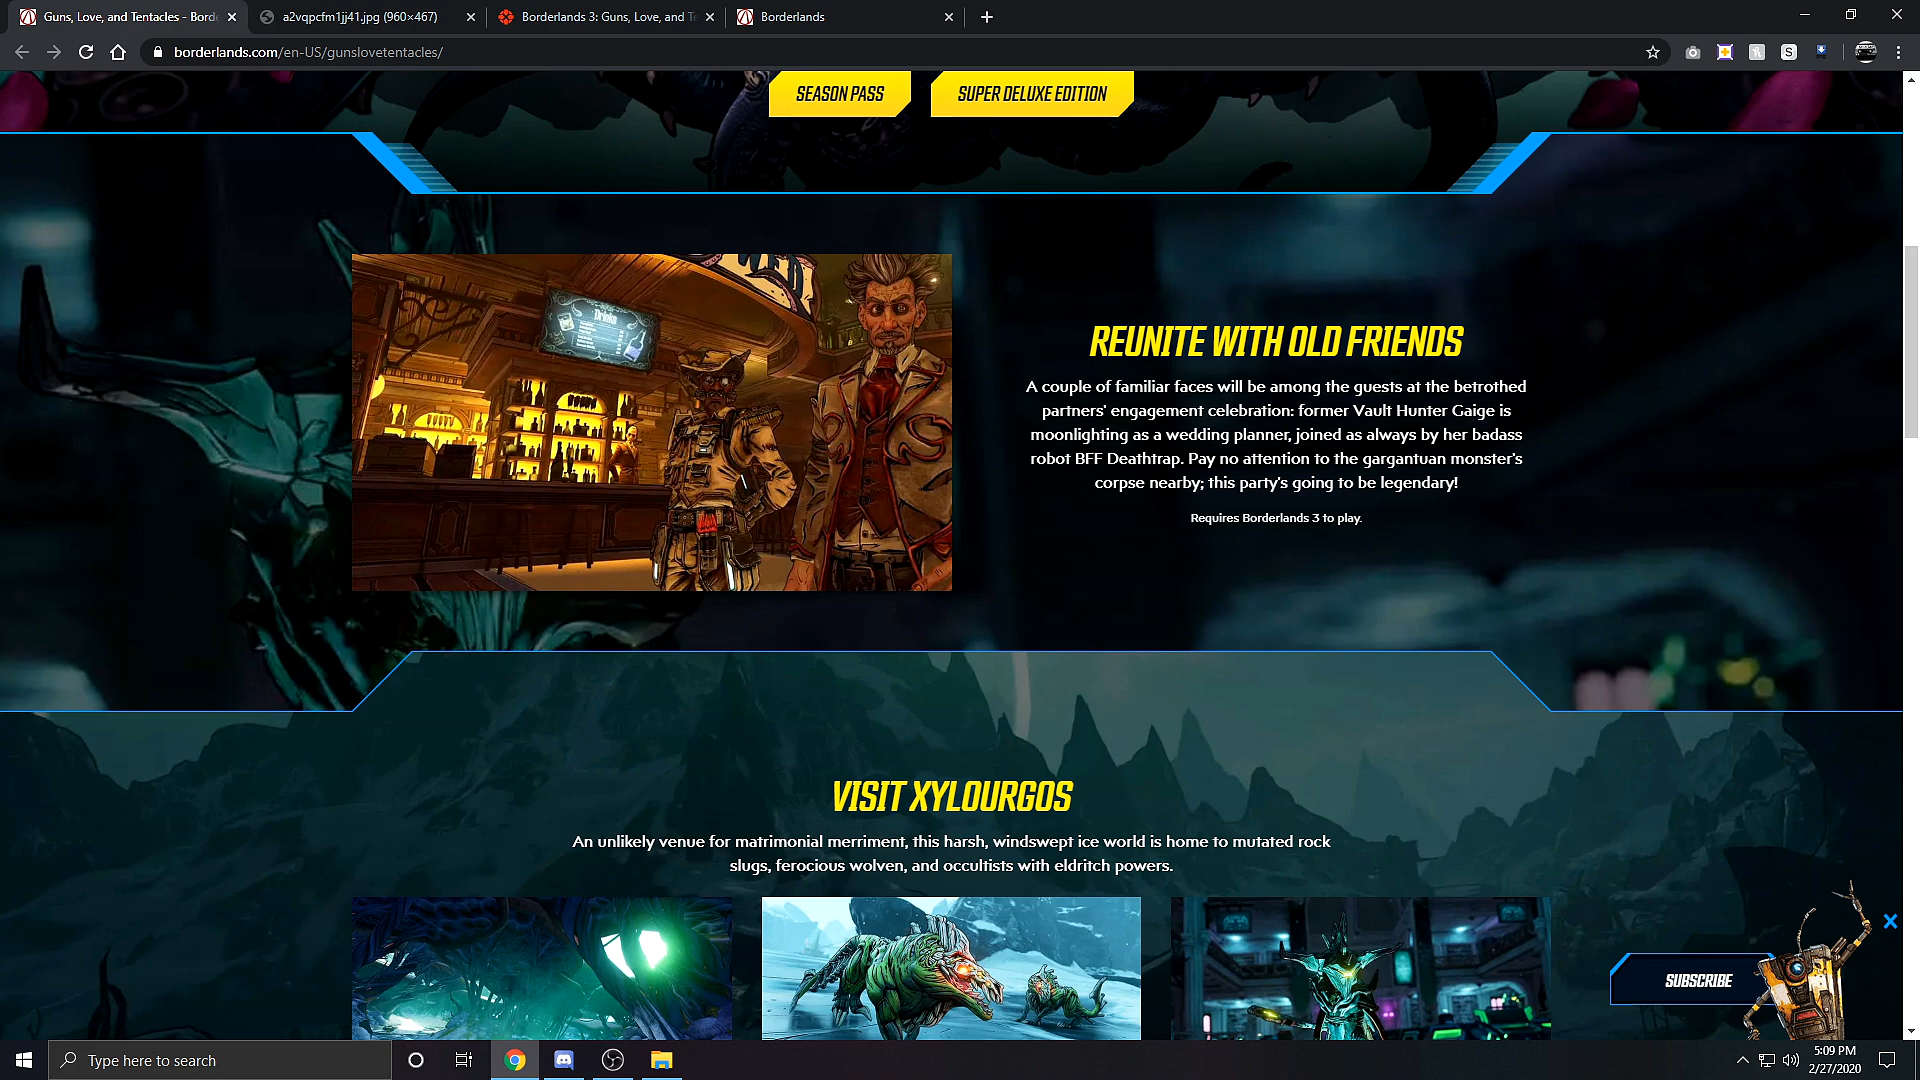 Guns, Love, and Tentacles - Bord
a2vqpcfm1jj41.jpg (960×467)
Borderlands 3: Guns, Love, and Te
Borderlands
borderlands.com/en-US/gunslovetentacles/
SEASON PASS
SUPER DELUXE EDITION
Drinks
REUNITE WITH OLD FRIENDS
A couple of familiar faces will be among the guests at the betrothed
partners' engagement celebration: former Vault Hunter Gaige is
moonlighting as a wedding planner, joined as always by her badass
robot BFF Deathtrap. Pay no attention to the gargantuan monster's
corpse nearby; this party's going to be legendary!
Requires Borderlands 3 to play.
VISIT XYLOURGOS
An unlikely venue for matrimonial merriment, this harsh, windswept ice world is home to mutated rock
slugs, ferocious wolven, and occultists with eldritch powers.
SUBSCRIBE
Type here to search
5:09 PM
2/27/2020